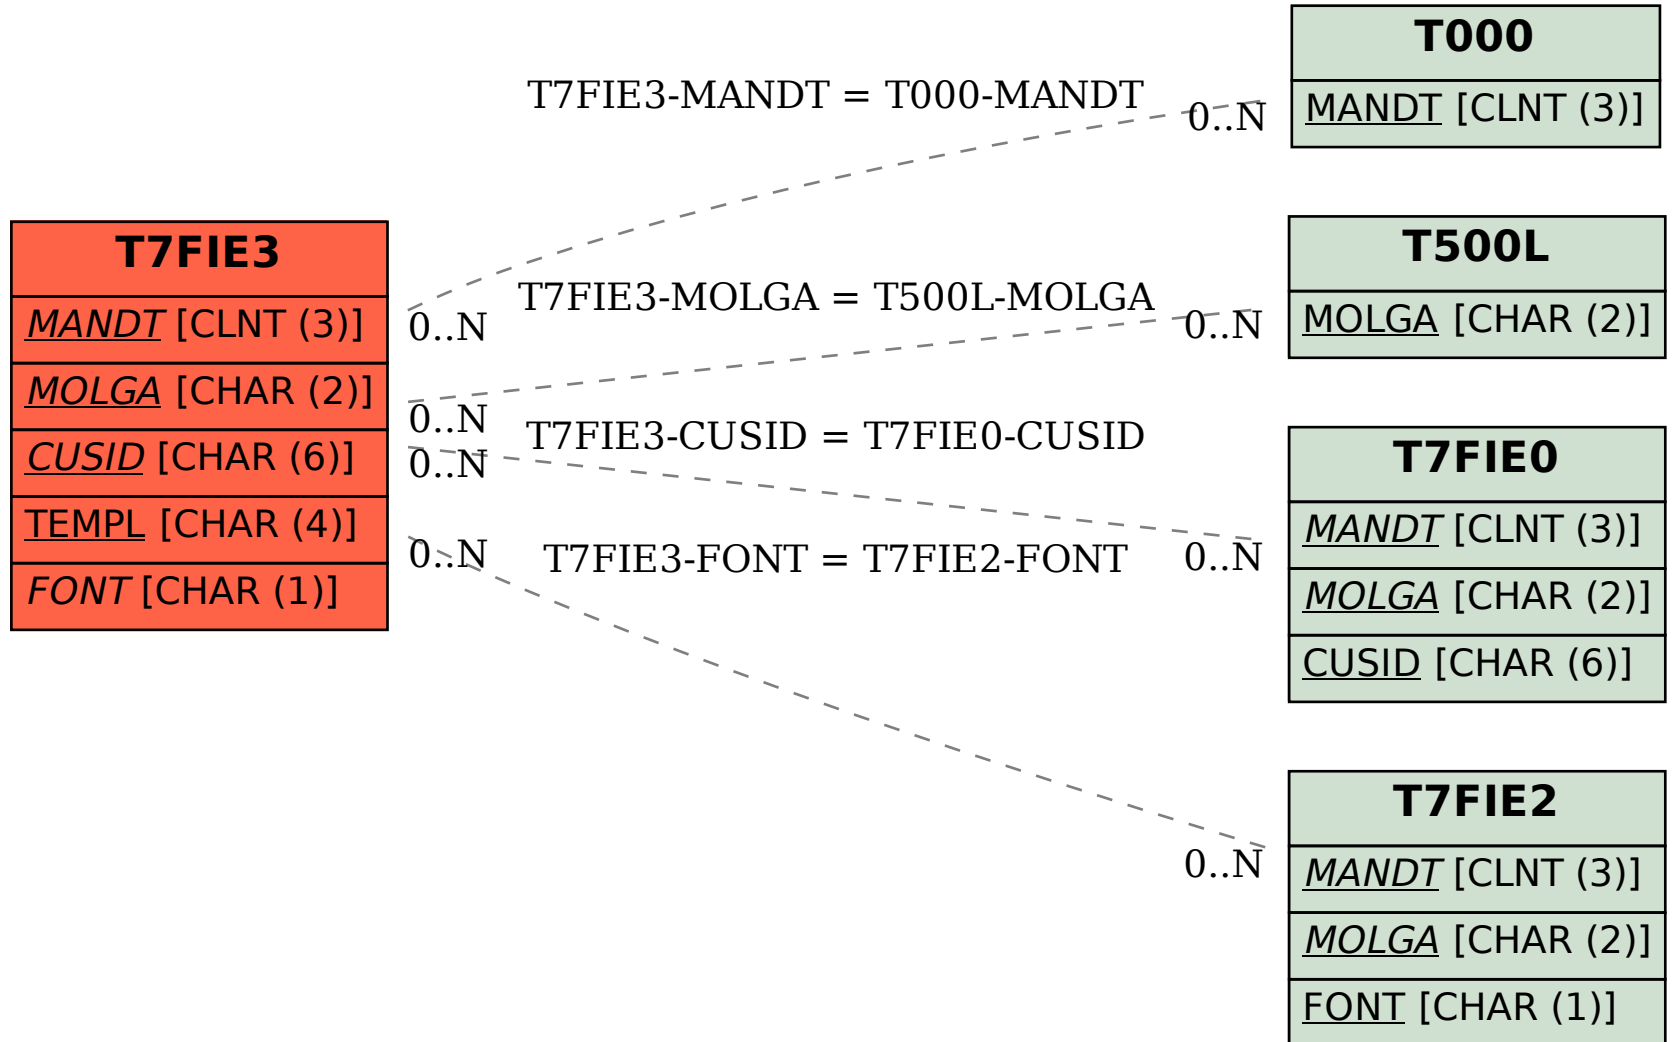 T000
MANDT [CLNT (3)]
T7FIE3-MANDT = T000-MANDT
0..N
T7FIE3
MANDT [CLNT (3)]
MOLGA [CHAR (2)]
CUSID [CHAR (6)]
TEMPL [CHAR (4)]
FONT [CHAR (1)]
0..N
0..N
0..N
0..N
T7FIE3-MOLGA = T500L-MOLGA
0..N
T500L
MOLGA [CHAR (2)]
T7FIE3-CUSID = T7FIE0-CUSID
0..N
T7FIE0
MANDT [CLNT (3)]
MOLGA [CHAR (2)]
CUSID [CHAR (6)]
T7FIE3-FONT = T7FIE2-FONT
0..N
T7FIE2
MANDT [CLNT (3)]
MOLGA [CHAR (2)]
FONT [CHAR (1)]